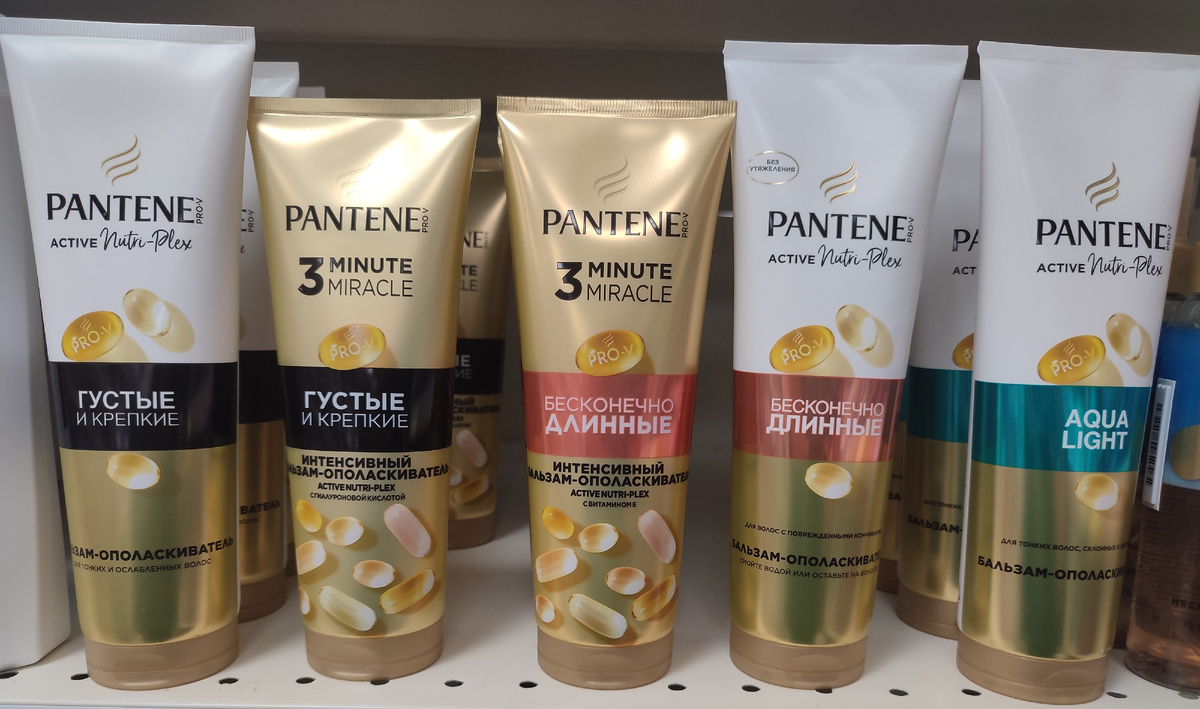 PANTENE
PRO-V
ACTIVE Nutri-Plex
PRO-V
ГУСТЫЕ
И КРЕПКИЕ
ДЛЯ ТОНКИХ И ОСЛАБЛЕННЫХ ВОЛОС
PANTENE
PRO-V
3 MINUTE
MIRACLE
PRO-V
ГУСТЫЕ
И КРЕПКИЕ
ИНТЕНСИВНЫЙ
БАЛЬЗАМ-ОПОЛАСКИВАТЕЛЬ
ACTIVE NUTRI-PLEX
С ГИАЛУРОНОВОЙ КИСЛОТОЙ
PANTENE
PRO-V
3 MINUTE
MIRACLE
PRO-V
БЕСКОНЕЧНО
ДЛИННЫЕ
ИНТЕНСИВНЫЙ
БАЛЬЗАМ-ОПОЛАСКИВАТЕЛЬ
ACTIVE NUTRI-PLEX
С ВИТАМИНОМ E
БЕЗ
УТЯЖЕЛЕНИЯ
PANTENE
PRO-V
ACTIVE Nutri-Plex
PRO-V
БЕСКОНЕЧНО
ДЛИННЫЕ
ДЛЯ ВОЛОС С ПОВРЕЖДЕННЫМИ КОНЧИКАМИ
БАЛЬЗАМ-ОПОЛАСКИВАТЕ
СМОЙТЕ ВОДОЙ ИЛИ ОСТАВЬТЕ НА ВОЛОСАХ
PANTENE
PRO-V
ACTIVE Nutri-Plex
PRO-V
AQUA
LIGHT
ДЛЯ ТОНКИХ ВОЛОС, СКЛОННЫХ К
БАЛЬЗАМ-ОПОЛАСКИВА